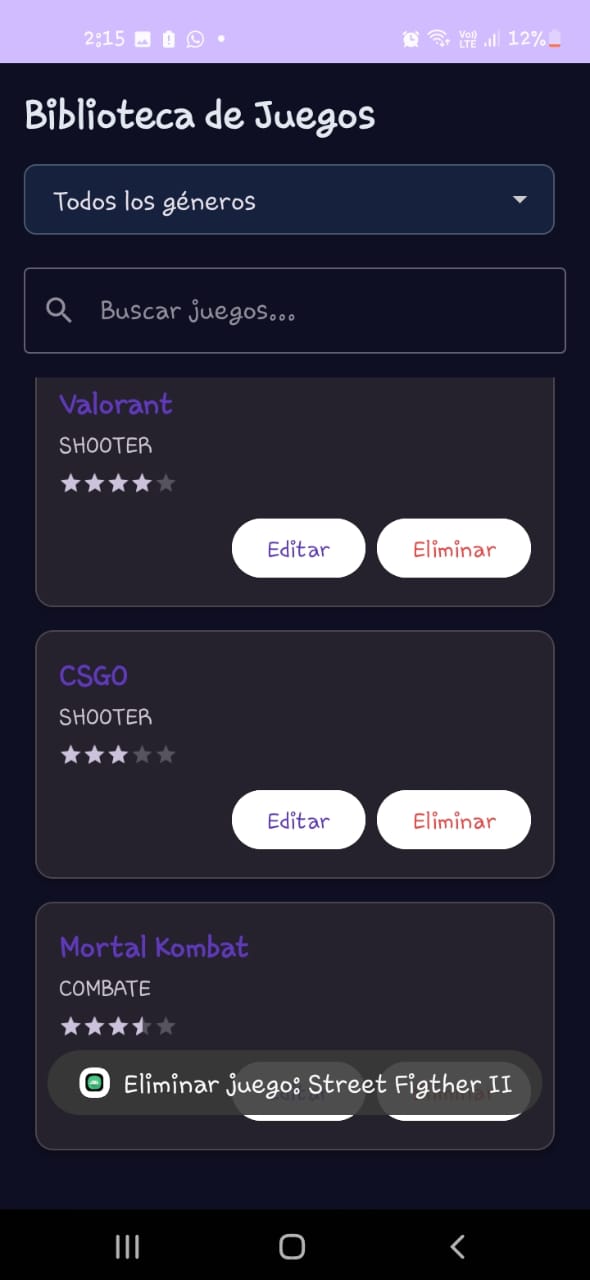 2:15
Vo))
LTE
12%
Biblioteca de Juegos
Todos los géneros
Buscar juegos...
Valorant
SHOOTER
Editar
Eliminar
CSGO
SHOOTER
Editar
Eliminar
Mortal Kombat
COMBATE
Eliminar juego: Street Figther II